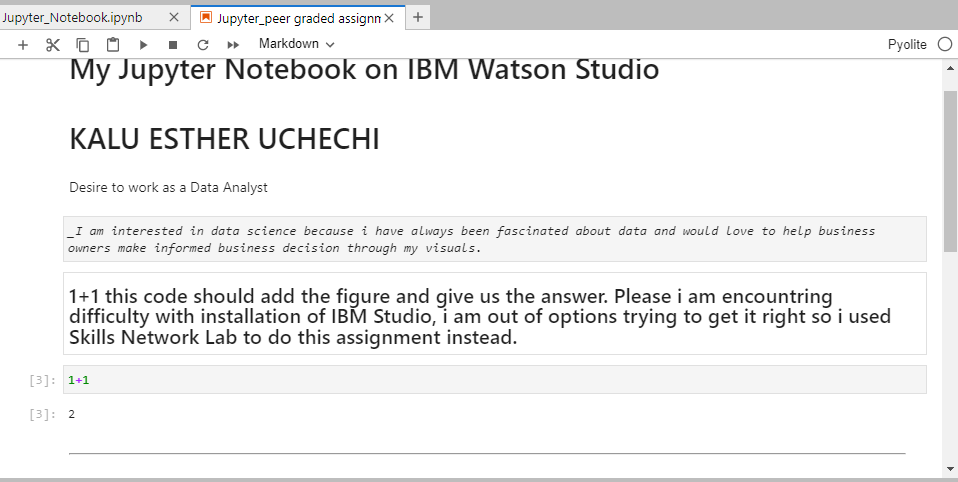 Jupyter_Notebook.ipynb
Jupyter_peer graded assignn
Markdown
Pyolite
My Jupyter Notebook on IBM Watson Studio
KALU ESTHER UCHECHI
Desire to work as a Data Analyst
_I am interested in data science because i have always been fascinated about data and would love to help business
owners make informed business decision through my visuals.
1+1 this code should add the figure and give us the answer. Please i am encountring
difficulty with installation of IBM Studio, i am out of options trying to get it right so i used
Skills Network Lab to do this assignment instead.
[3]: 1+1
[3]: 2